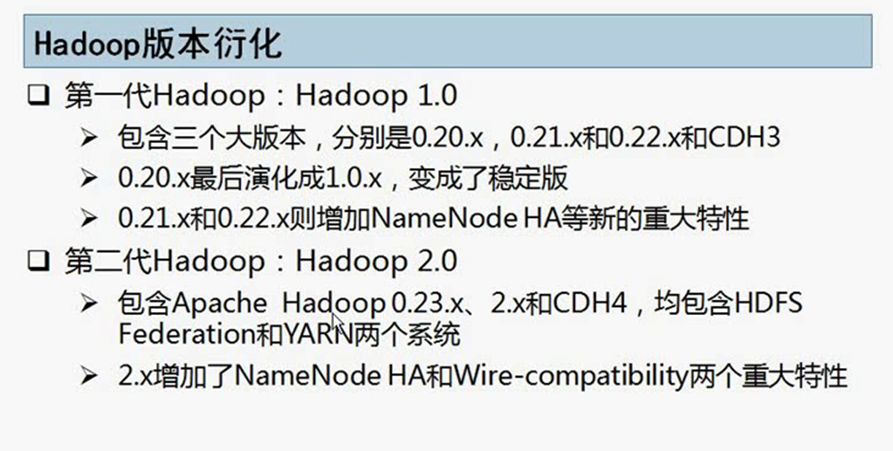 Hadoop版本衍化
第一代Hadoop：Hadoop 1.0
包含三个大版本，分别是0.20.x，0.21.x和0.22.x和CDH3
0.20.x最后演化成1.0.x，变成了稳定版
0.21.x和0.22.x则增加NameNode HA等新的重大特性
第二代Hadoop：Hadoop 2.0
包含Apache Hadoop 0.23.x、2.x和CDH4，均包含HDFS
Federation和YARN两个系统
2.x增加了NameNode HA和Wire-compatibility两个重大特性